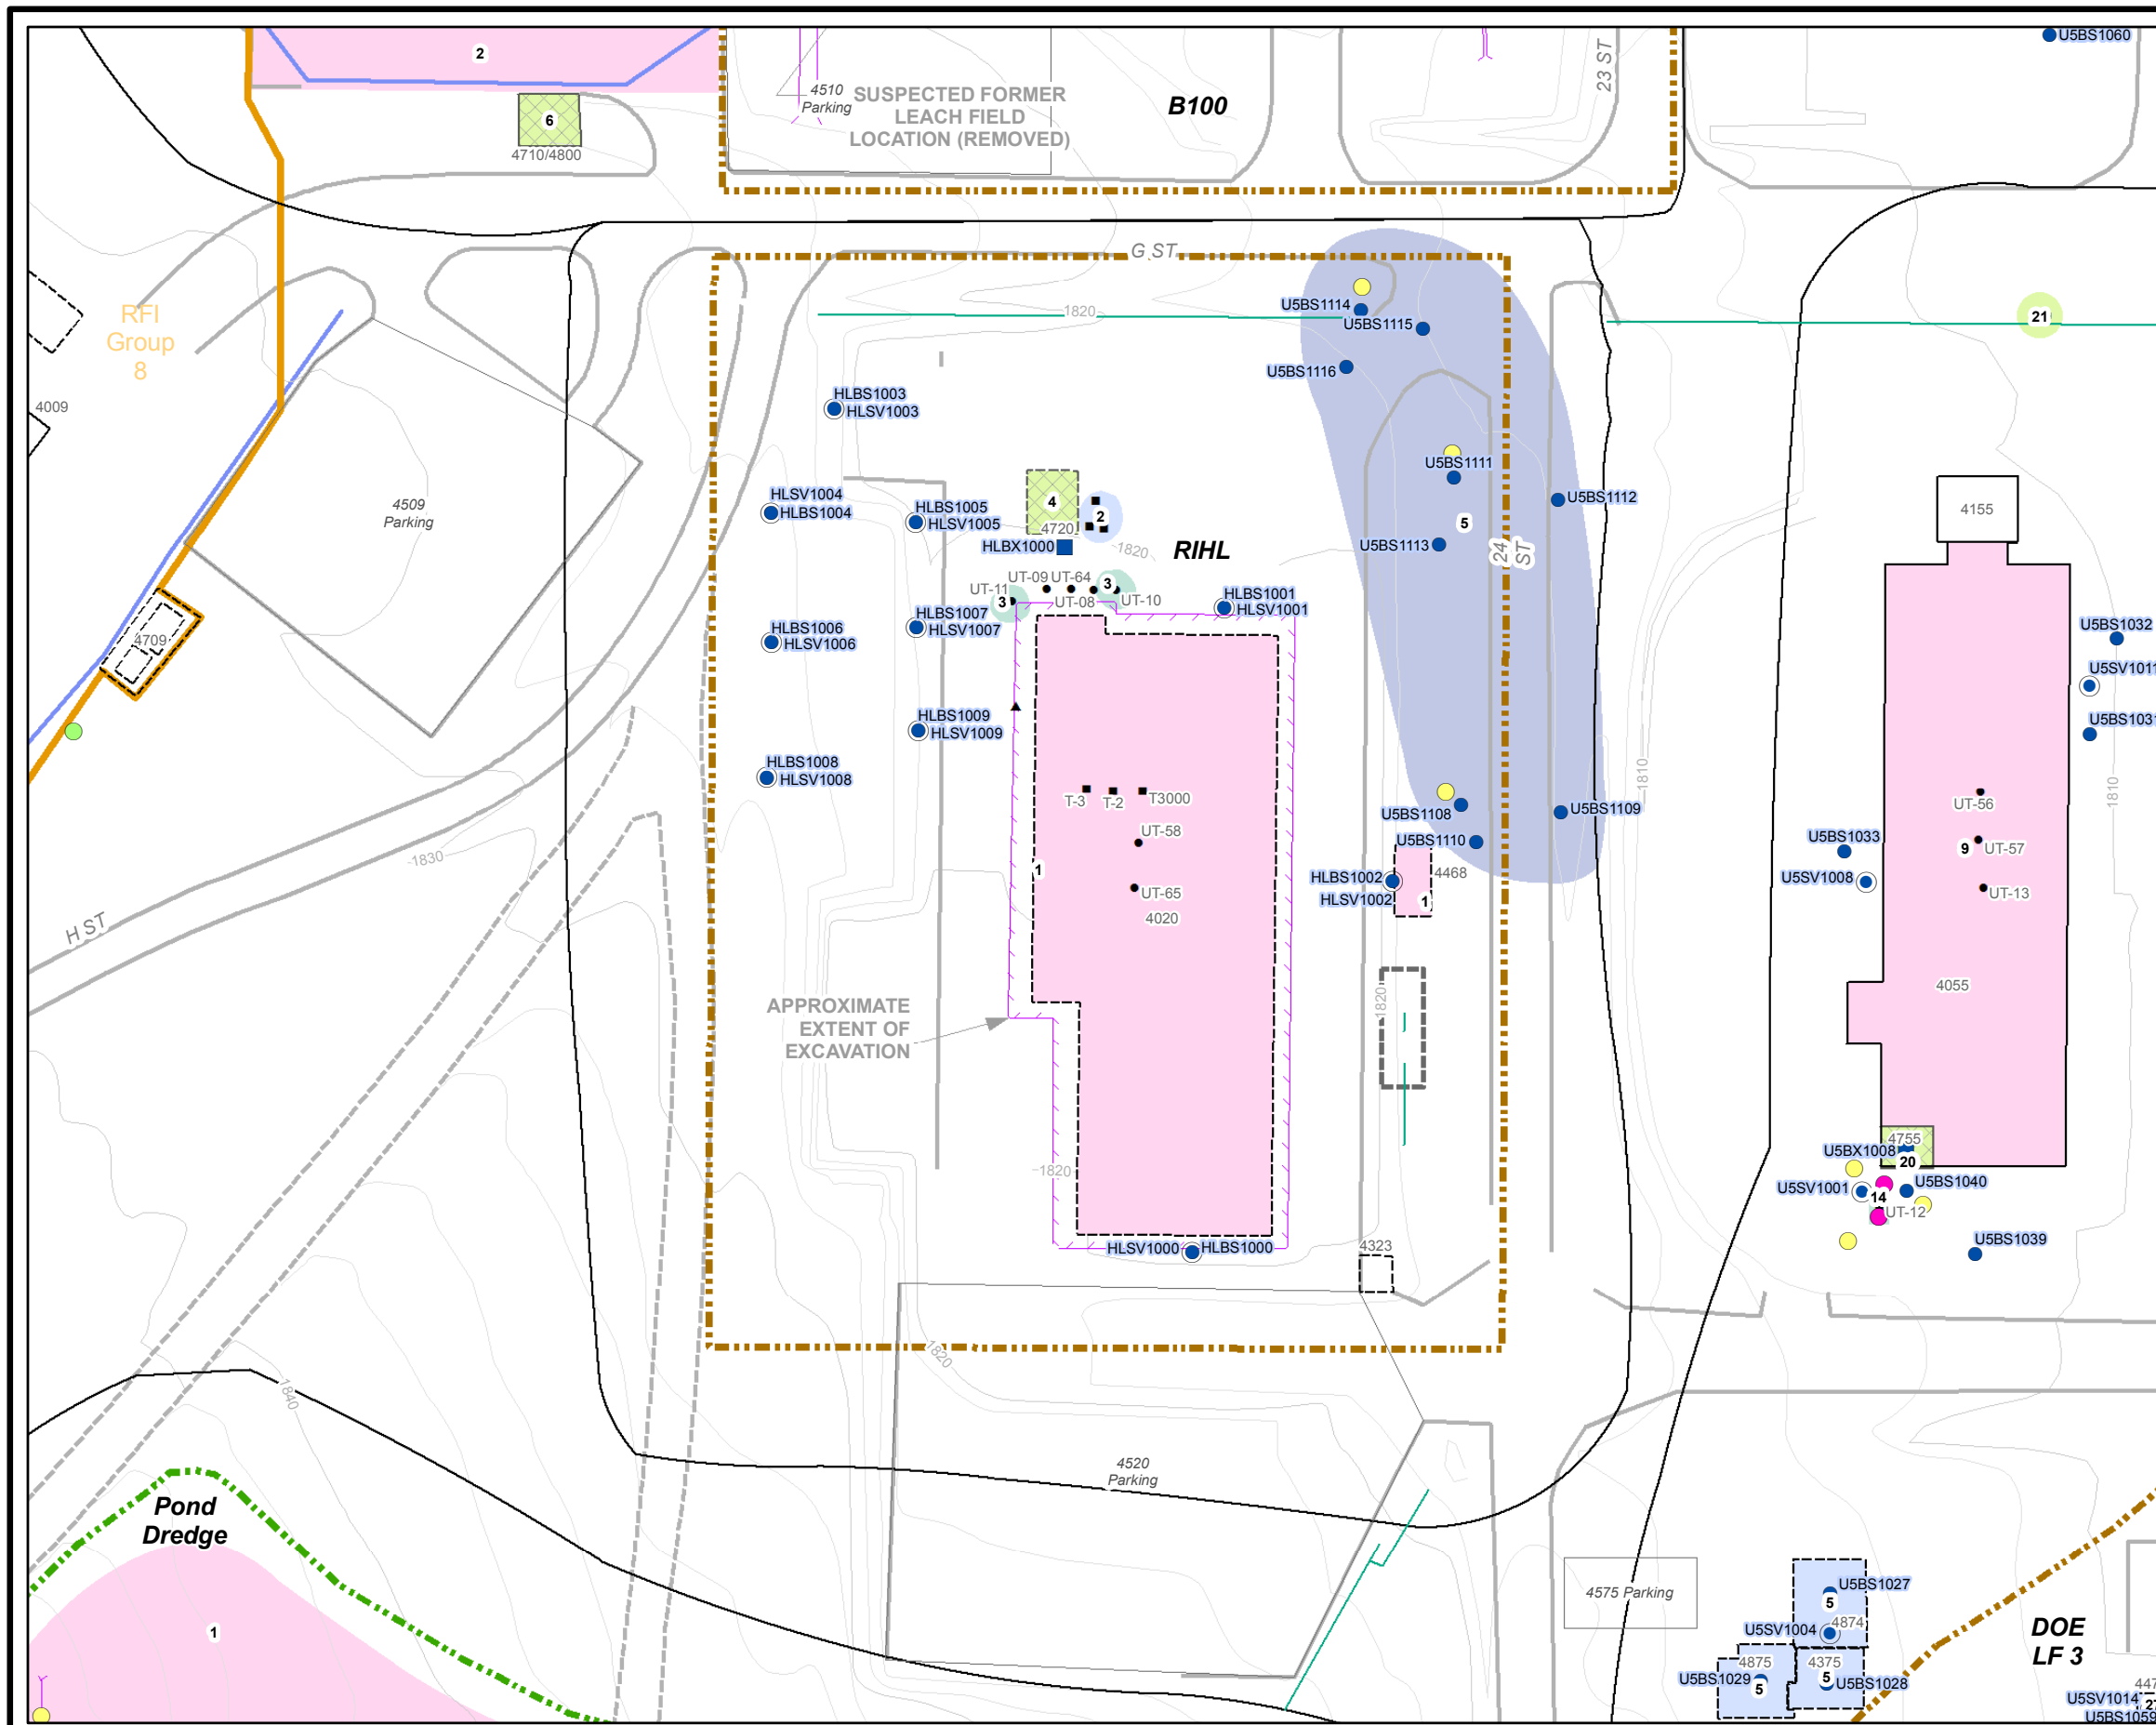 U5BS1060
2
4510
Parking
SUSPECTED FORMER
LEACH FIELD
LOCATION (REMOVED)
B100
23 ST
6
4710/4800
G ST
RFI
Group
8
1820
U5BS1114
U5BS1115
U5BS1116
21
4009
HLBS1003
HLSV1003
4509
Parking
HLSV1004
HLBS1004
HLBS1005
HLSV1005
4
2
4720
HLBX1000
1820
RIHL
U5BS1111
U5BS1112
5
U5BS1113
24
ST
4155
UT-09
UT-64
3
UT-11
3
UT-08
UT-10
HLBS1001
HLSV1001
HLBS1007
HLSV1007
HLBS1006
HLSV1006
4709
U5BS1032
U5SV1011
U5BS1031
HLBS1009
HLSV1009
HLBS1008
HLSV1008
T-3
T-2
T3000
UT-58
UT-65
4020
1
1830
1810
1810
U5BS1108
U5BS1109
U5BS1110
4468
HLBS1002
HLSV1002
1
UT-56
U5BS1033
9
UT-57
U5SV1008
UT-13
H ST
4055
APPROXIMATE
EXTENT OF
EXCAVATION
1820
1820
4755
U5BX1008
20
U5SV1001
U5BS1040
14
UT-12
U5BS1039
HLSV1000
HLBS1000
4323
1820
1840
4520
Parking
Pond
Dredge
1
4575 Parking
U5BS1027
5
4874
U5SV1004
4875
4375
U5BS1029
5
5
U5BS1028
DOE
LF 3
447
U5SV1014
2
U5BS1059